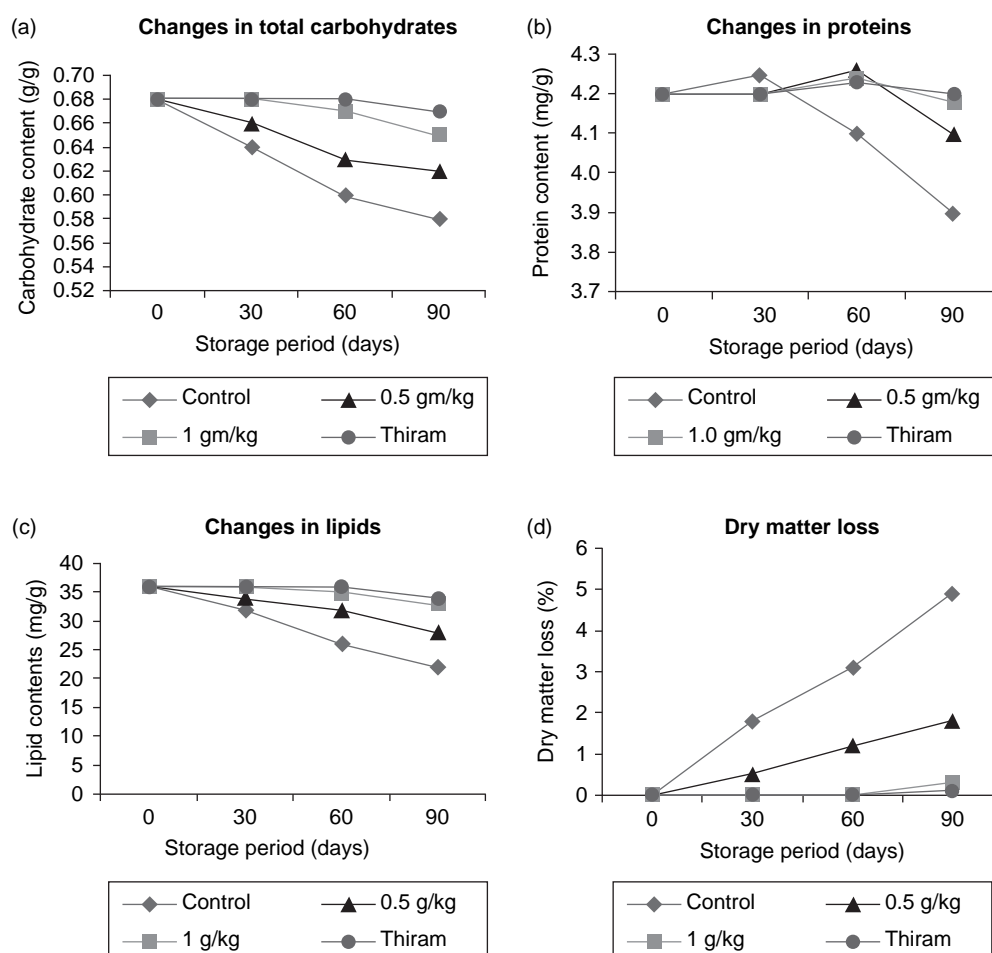 (a) Changes in total carbohydrates
Carbohydrate content (g/g)
0.70
0.68
0.66
0.64
0.62
0.60
0.58
0.56
0.54
0.52
0 30 60 90
Storage period (days)
Control 0.5 gm/kg
1 gm/kg Thiram
(b) Changes in proteins
Protein content (mg/g)
4.3
4.2
4.1
4.0
3.9
3.8
3.7
0 30 60 90
Storage period (days)
Control 0.5 gm/kg
1.0 gm/kg Thiram
(c) Changes in lipids
Lipid contents (mg/g)
40
35
30
25
20
15
10
5
0
0 30 60 90
Storage period (days)
Control 0.5 g/kg
1 g/kg Thiram
(d) Dry matter loss
Dry matter loss (%)
6
5
4
3
2
1
0
0 30 60 90
Storage period (days)
Control 0.5 g/kg
1 g/kg Thiram